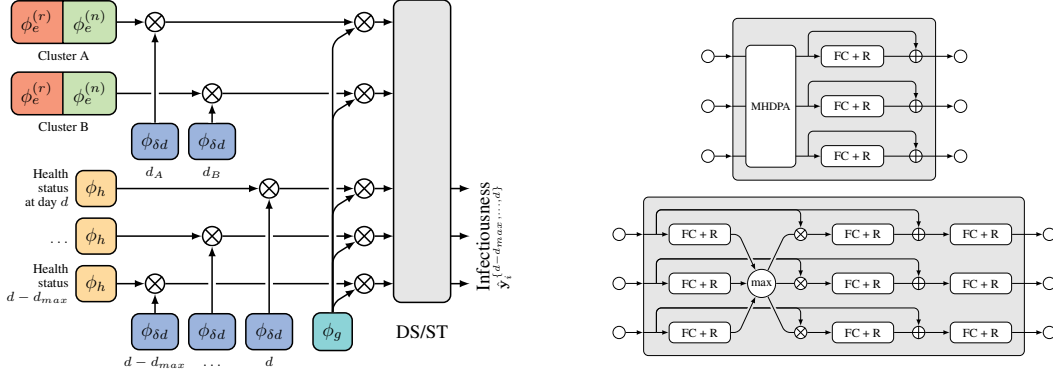 ϕ_e^(r) ϕ_e^(n)
Cluster A
ϕ_e^(r) ϕ_e^(n)
Cluster B
ϕ_δd ϕ_δd
d_A d_B
Health
status
at day d
ϕ_h
... ϕ_h
Health
status
d − d_max
ϕ_h
ϕ_δd ϕ_δd ϕ_δd ϕ_g
d − d_max ... d
DS/ST
Infectiousness
ŷ_i^{d−d_max,...,d}
MHDPA
FC + R
FC + R
FC + R
FC + R FC + R FC + R
FC + R max FC + R FC + R
FC + R FC + R FC + R